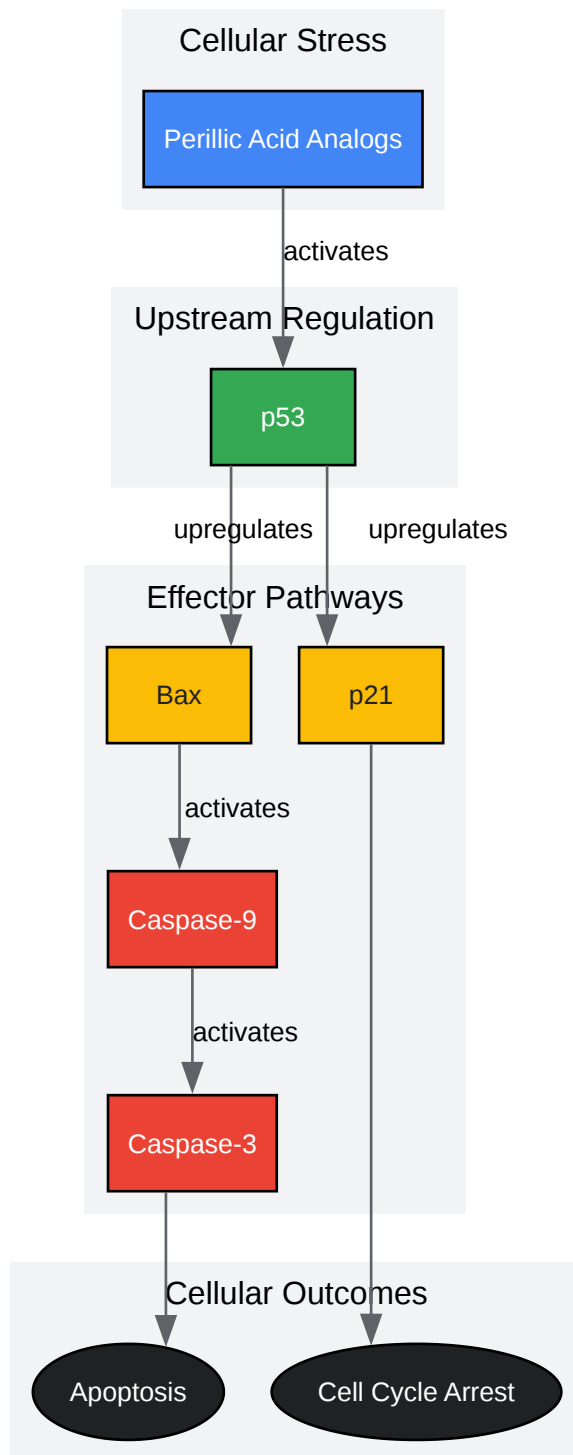 Cellular Stress
Perillic Acid Analogs
activates
Upstream Regulation
p53
upregulates
upregulates
Effector Pathways
Bax
p21
activates
Caspase-9
activates
Caspase-3
Cellular Outcomes
Apoptosis
Cell Cycle Arrest